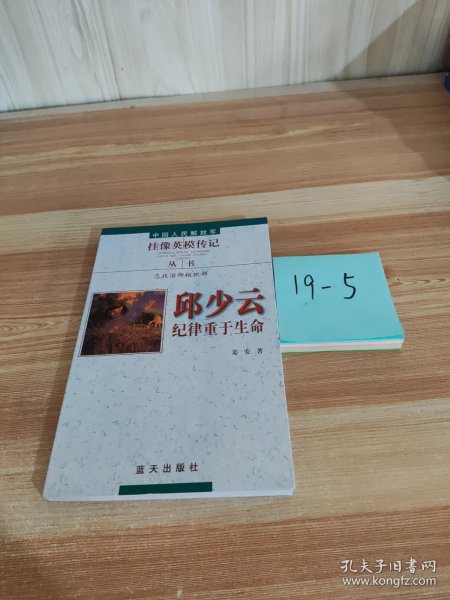 中国人民解放军
挂像英模传记
丛书
总政治部组织部
邱少云
纪律重于生命
姜安 著
蓝天出版社
19-5
孔夫子旧书网
www.kongfz.com